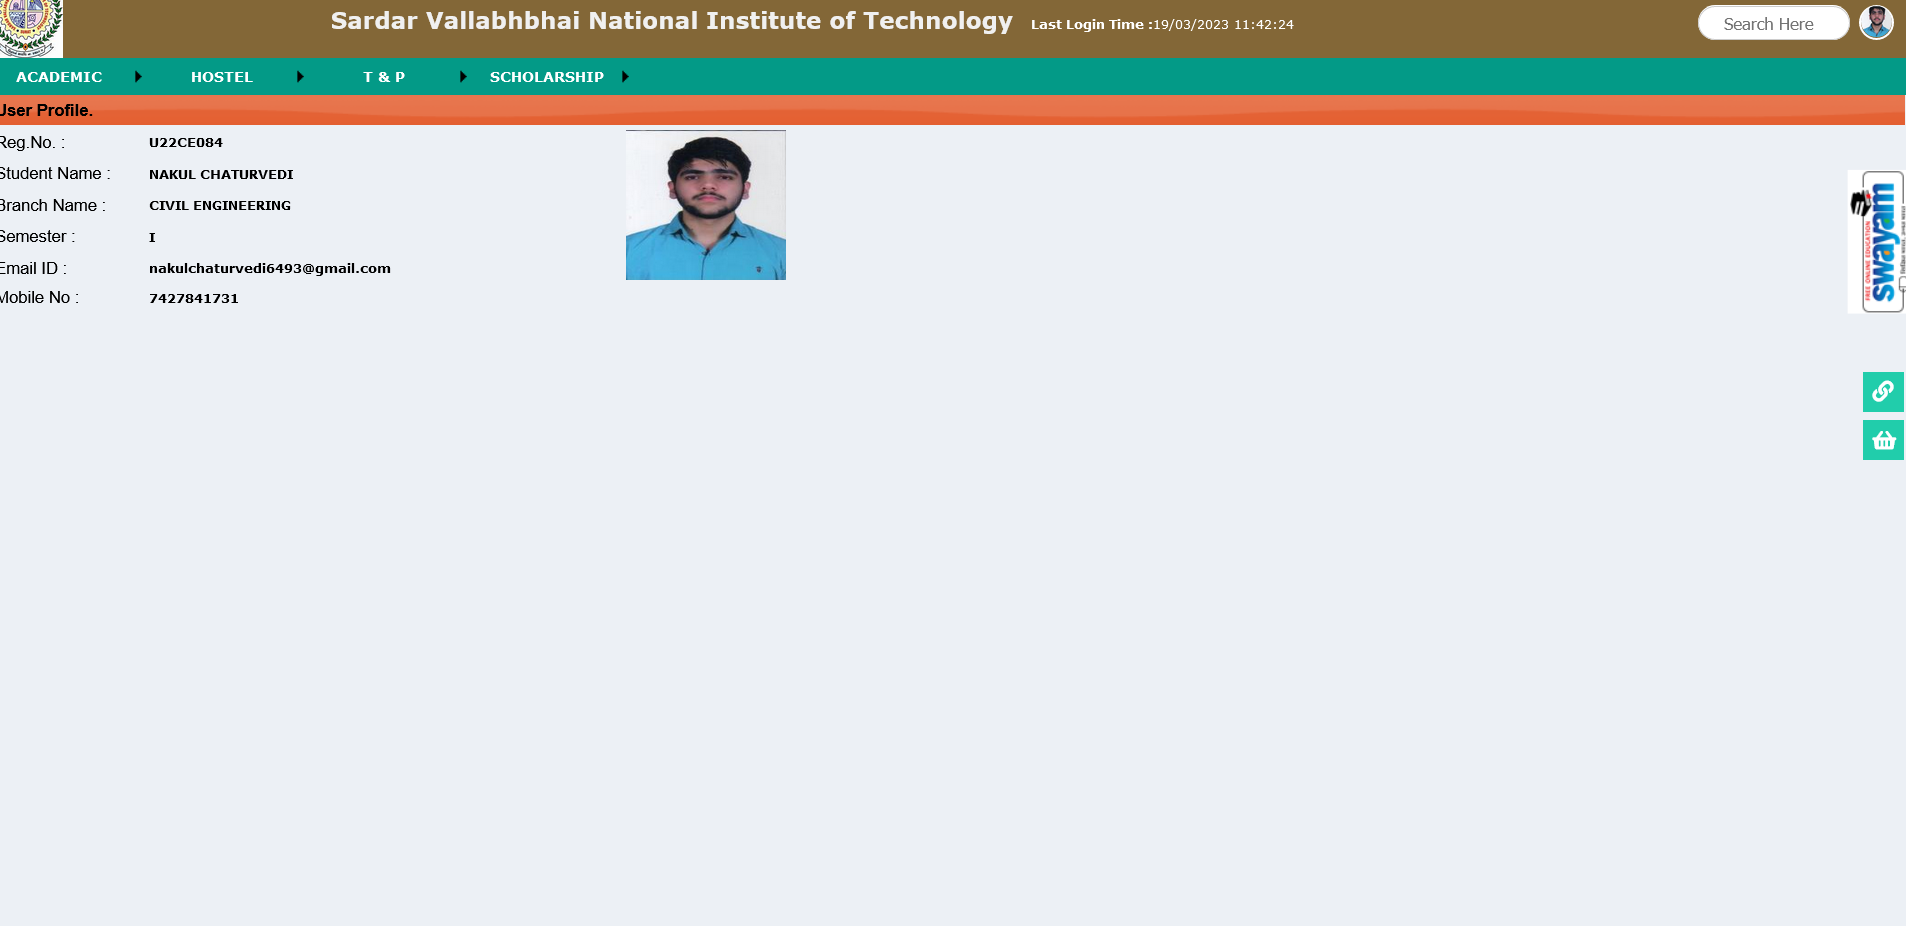 Sardar Vallabhbhai National Institute of Technology Last Login Time :19/03/2023 11:42:24 Search Here
ACADEMIC HOSTEL T & P SCHOLARSHIP
User Profile.
Reg.No. : U22CE084
Student Name : NAKUL CHATURVEDI
Branch Name : CIVIL ENGINEERING
Semester : I
Email ID : nakulchaturvedi6493@gmail.com
Mobile No : 7427841731
swayam
FREE ONLINE EDUCATION